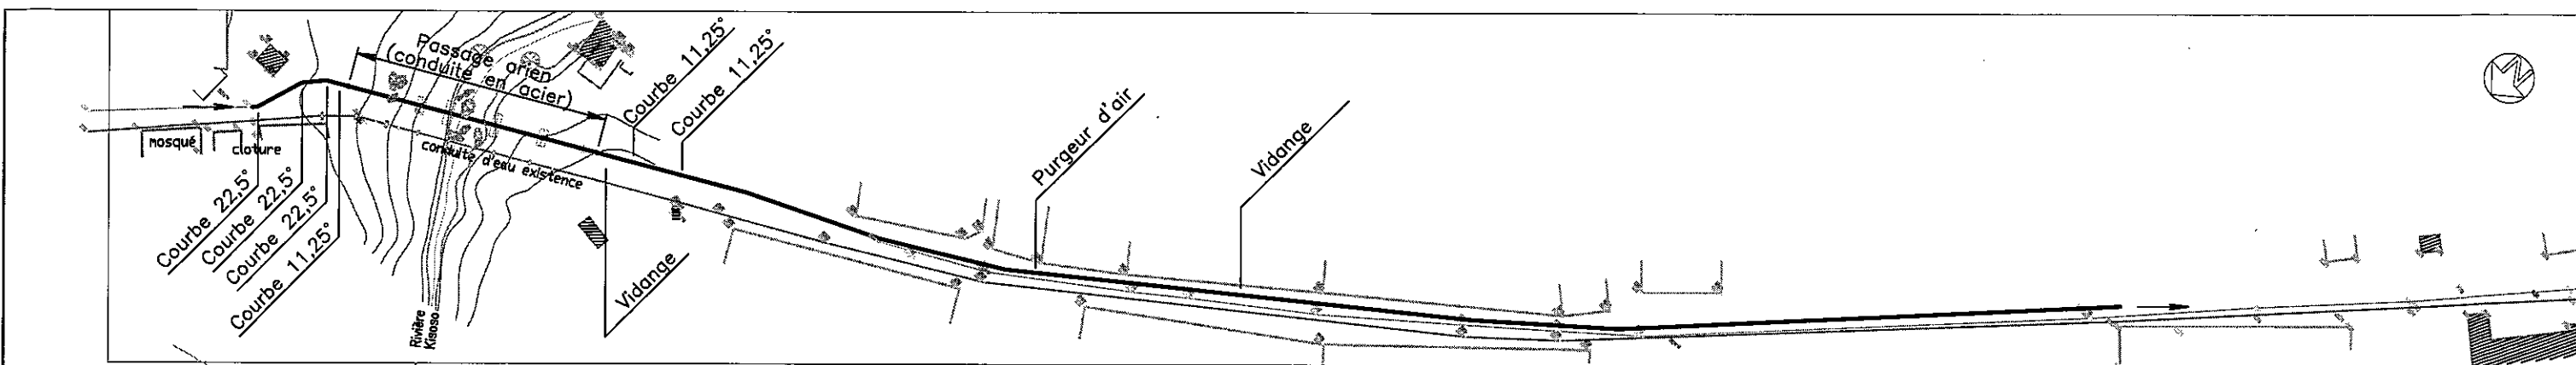 Passage arien
(conduite en acier)
Courbe 11,25°
Courbe 11,25°
mosqué
cloture
conduite d'eau existence
Courbe 22,5°
Courbe 22,5°
Courbe 22,5°
Courbe 11,25°
Rivière
Kisoso
Vidange
Purgeur d'air
Vidange